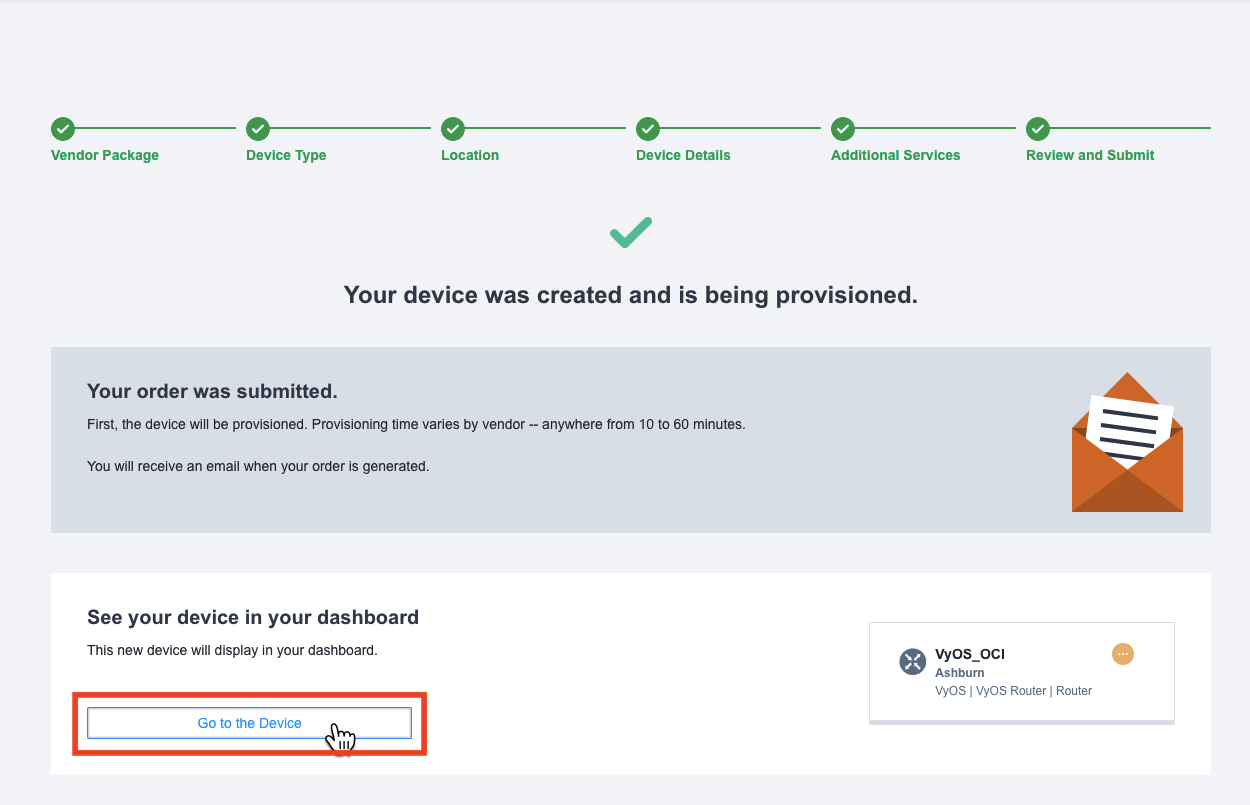 Vendor Package
Device Type
Location
Device Details
Additional Services
Review and Submit
Your device was created and is being provisioned.
Your order was submitted.
First, the device will be provisioned. Provisioning time varies by vendor -- anywhere from 10 to 60 minutes.
You will receive an email when your order is generated.
See your device in your dashboard
This new device will display in your dashboard.
Go to the Device
VyOS_OCI
Ashburn
VyOS | VyOS Router | Router